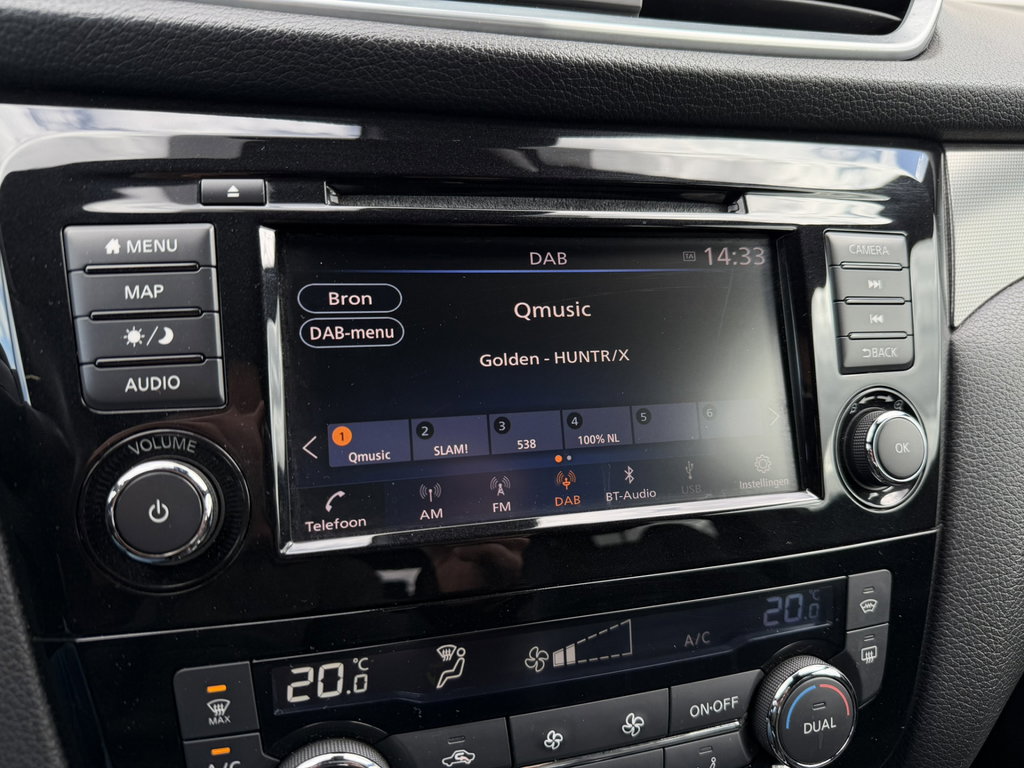 MENU
MAP
AUDIO
VOLUME
DAB
TA 14:33
Bron
Qmusic
DAB-menu
Golden - HUNTR/X
1 Qmusic
2 SLAM!
3 538
4 100% NL
5
6
Telefoon
AM
FM
DAB
BT-Audio
USB
Instellingen
CAMERA
BACK
OK
20.0 °C
A/C
20.0 °C
MAX
A/C
ON·OFF
DUAL